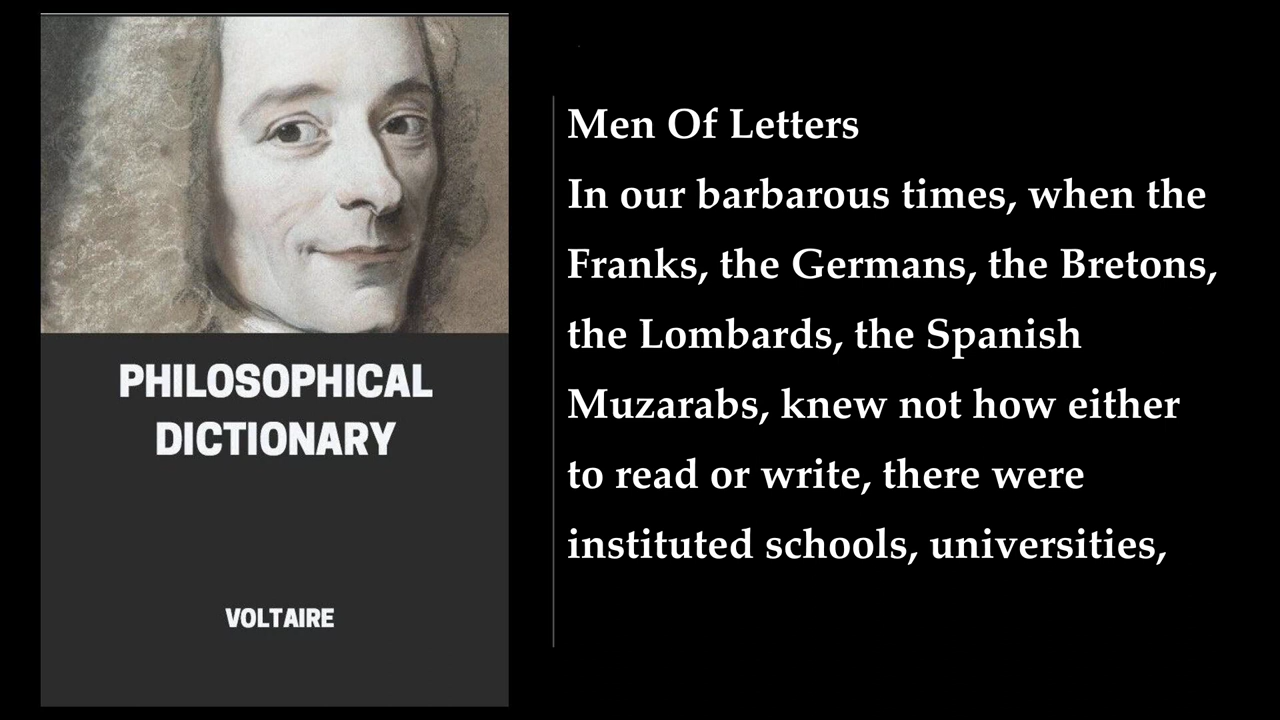 PHILOSOPHICAL
DICTIONARY
VOLTAIRE
Men Of Letters
In our barbarous times, when the
Franks, the Germans, the Bretons,
the Lombards, the Spanish
Muzarabs, knew not how either
to read or write, there were
instituted schools, universities,